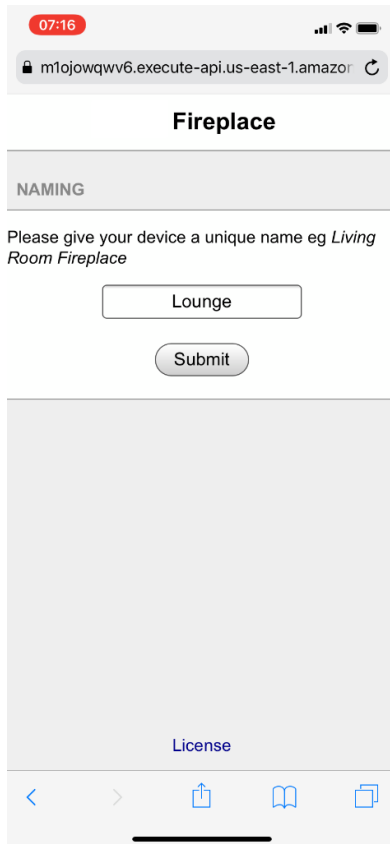 07:16
m1ojowqwv6.execute-api.us-east-1.amazor
Fireplace
NAMING
Please give your device a unique name eg Living
Room Fireplace
Lounge
Submit
License